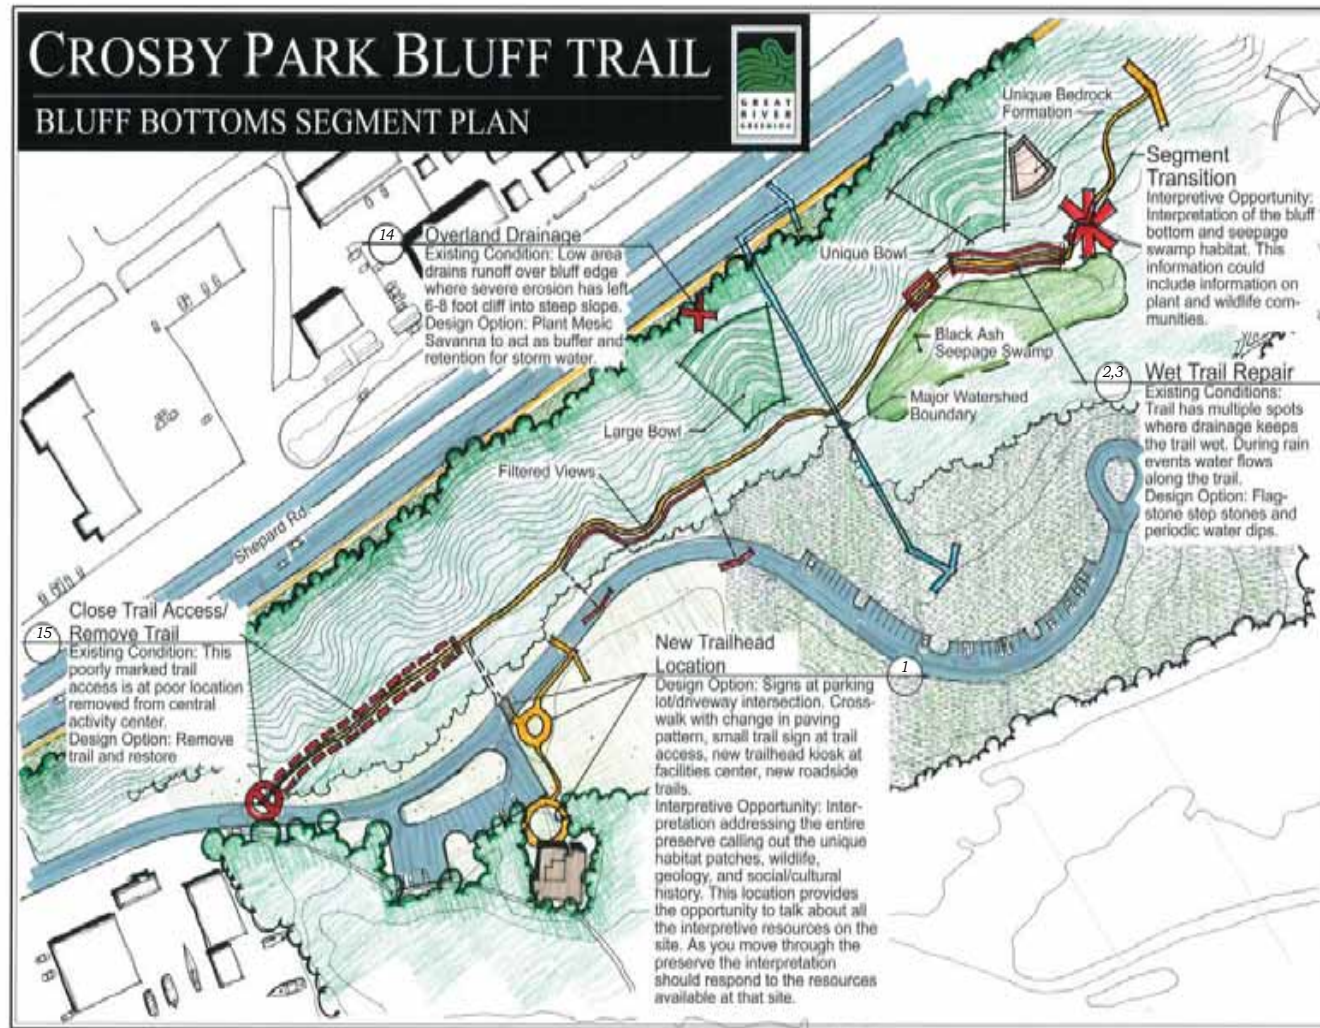 CROSBY PARK BLUFF TRAIL
BLUFF BOTTOMS SEGMENT PLAN
GREAT
RIVER
GREENING
Unique Bedrock
Formation
Segment
Transition
Interpretive Opportunity:
Interpretation of the bluff
bottom and seepage
swamp habitat. This
information could
include information on
plant and wildlife com-
munities.
14
Overland Drainage
Existing Condition: Low area
drains runoff over bluff edge
where severe erosion has left
6-8 foot cliff into steep slope.
Design Option: Plant Mesic
Savanna to act as buffer and
retention for storm water.
Unique Bowl
Black Ash
Seepage Swamp
Major Watershed
Boundary
2,3
Wet Trail Repair
Existing Conditions:
Trail has multiple spots
where drainage keeps
the trail wet. During rain
events water flows
along the trail.
Design Option: Flag-
stone step stones and
periodic water dips.
Large Bowl
Filtered Views
Shepard Rd.
15
Close Trail Access/
Remove Trail
Existing Condition: This
poorly marked trail
access is at poor location
removed from central
activity center.
Design Option: Remove
trail and restore
1
New Trailhead
Location
Design Option: Signs at parking
lot/driveway intersection. Cross-
walk with change in paving
pattern, small trail sign at trail
access, new trailhead kiosk at
facilities center, new roadside
trails.
Interpretive Opportunity: Inter-
pretation addressing the entire
preserve calling out the unique
habitat patches, wildlife,
geology, and social/cultural
history. This location provides
the opportunity to talk about all
the interpretive resources on the
site. As you move through the
preserve the interpretation
should respond to the resources
available at that site.